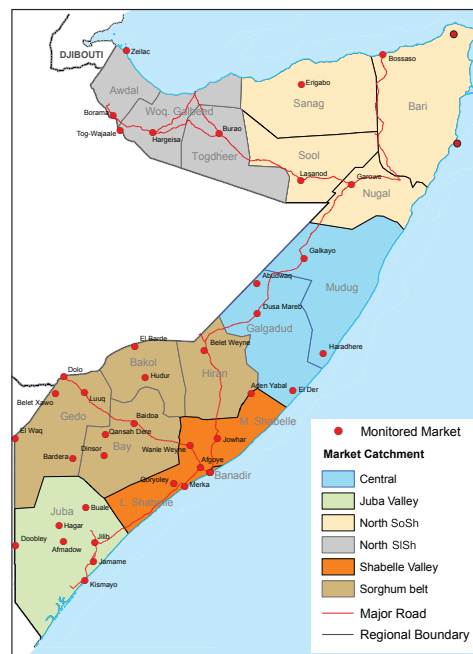 DJIBOUTI
Zeilac
Bossaso
Awdal
Erigabo
Sanag
Bari
Borama
Woq. Galbeed
Tog-Wajaale
Hargeisa
Burao
Togdheer
Sool
Lasanod
Garowe
Nugal
Galkayo
Abudwaq
Mudug
Dusa Mareb
Galgadud
El Barde
Belet Weyne
Haradhere
Bakol
Dolo
Hudur
Hiran
Aden Yabal
El Der
Belet Xawo
Luuq
Gedo
Baidoa
M. Shabelle
El Waq
Qansah Dere
Dinsor
Bay
Wanle Weyne
Jowhar
Bardera
Afgoye
Banadir
Qoryoley
Merka
L. Shabelle
Juba
Buale
Hagar
Doobley
Afmadow
Jilib
Jamame
Kismayo
Monitored Market
Market Catchment
Central
Juba Valley
North SoSh
North SlSh
Shabelle Valley
Sorghum belt
Major Road
Regional Boundary